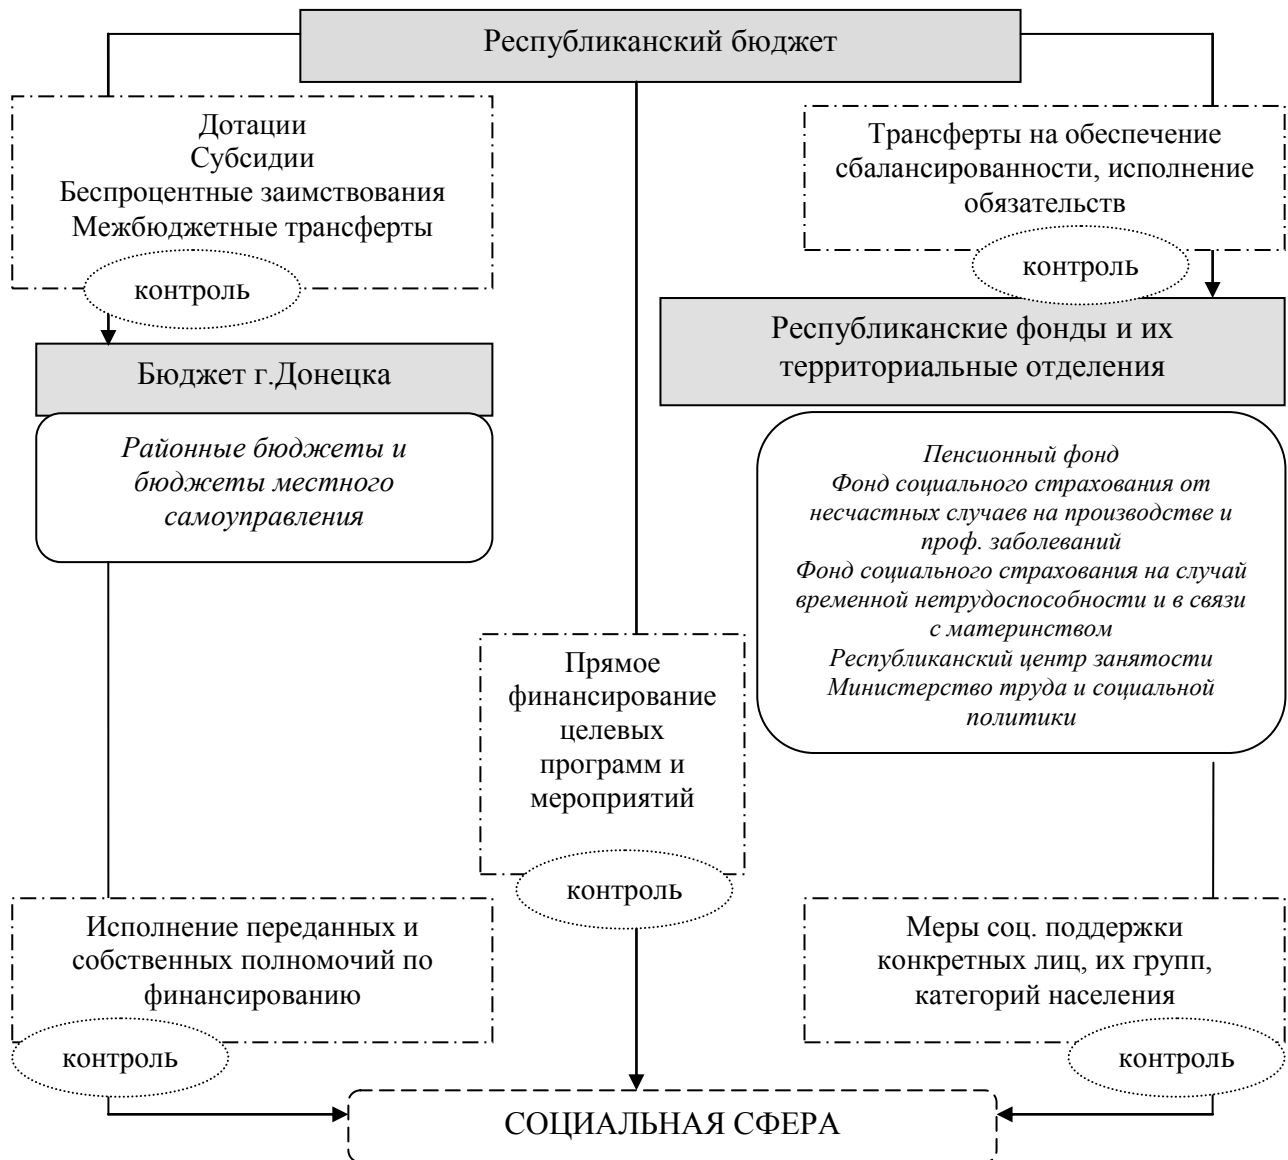 Республиканский бюджет
Дотации
Субсидии
Беспроцентные заимствования
Межбюджетные трансферты
контроль
Трансферты на обеспечение
сбалансированности, исполнение
обязательств
контроль
Бюджет г.Донецка
Районные бюджеты и
бюджеты местного
самоуправления
Республиканские фонды и их
территориальные отделения
Пенсионный фонд
Фонд социального страхования от
несчастных случаев на производстве и
проф. заболеваний
Фонд социального страхования на случай
временной нетрудоспособности и в связи
с материнством
Республиканский центр занятости
Министерство труда и социальной
политики
Прямое
финансирование
целевых
программ и
мероприятий
контроль
Исполнение переданных и
собственных полномочий по
финансированию
контроль
Меры соц. поддержки
конкретных лиц, их групп,
категорий населения
контроль
СОЦИАЛЬНАЯ СФЕРА